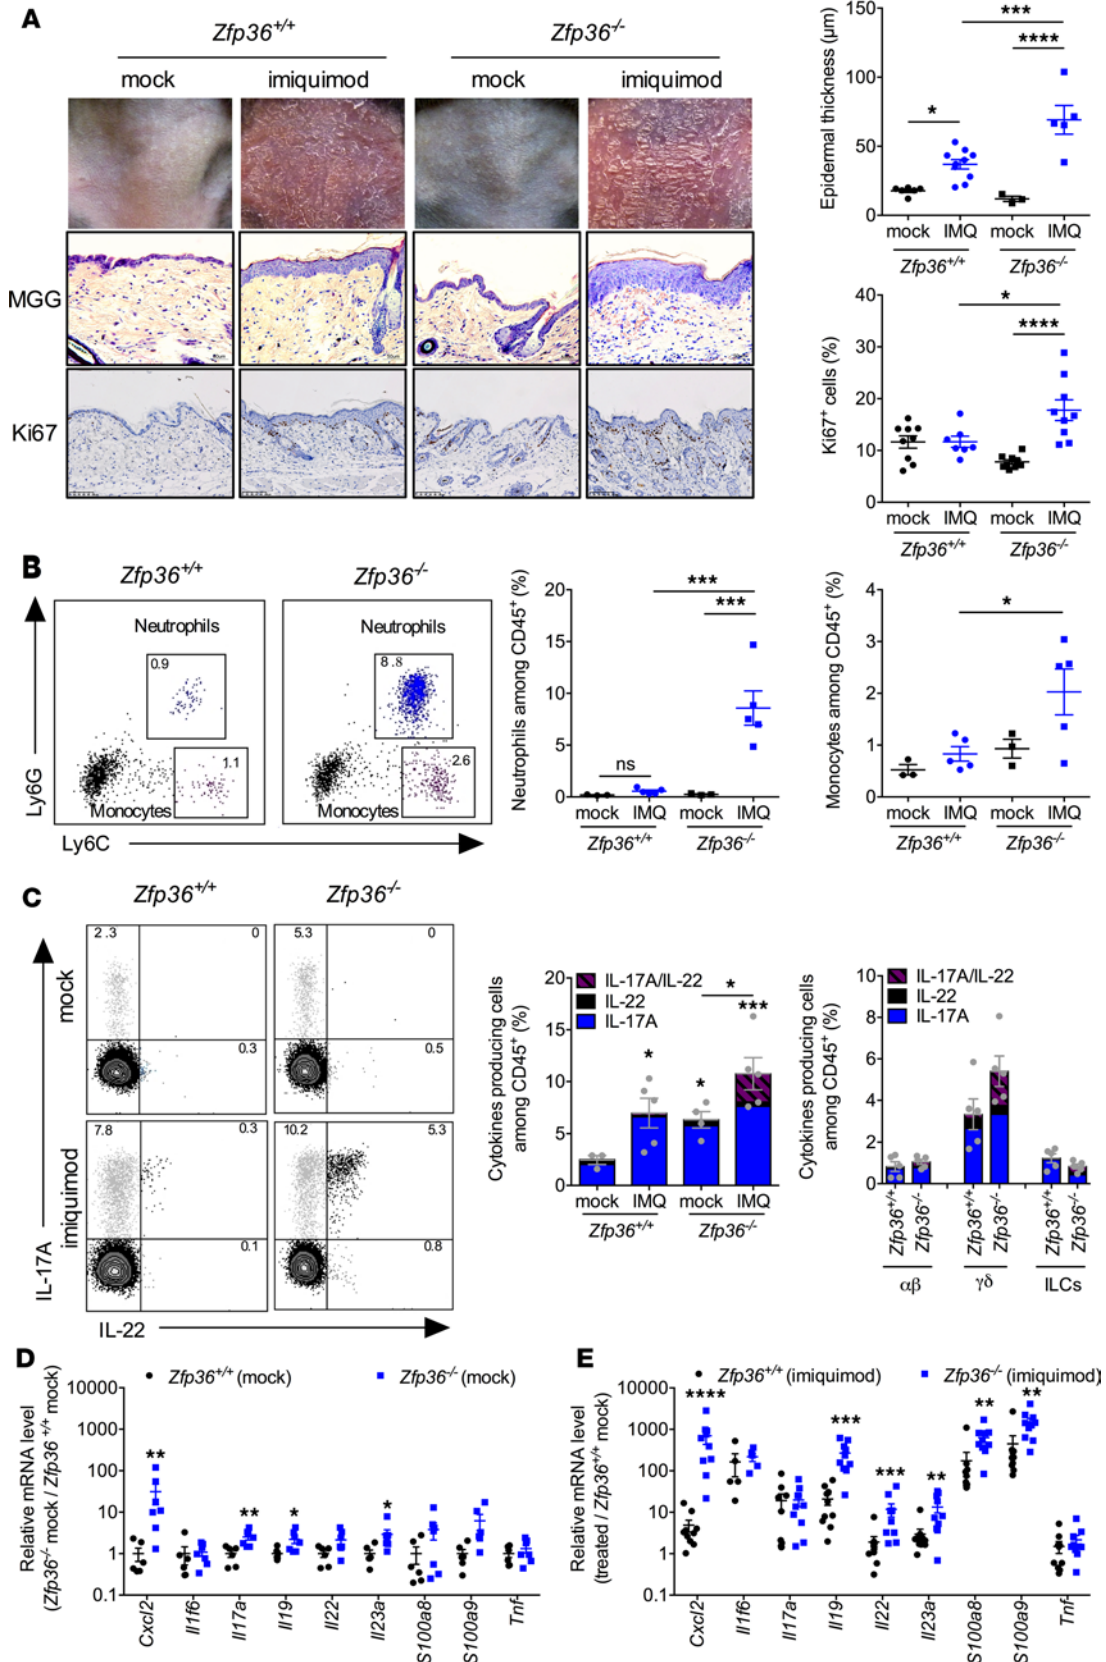 A
Zfp36+/+
Zfp36-/-
mock
imiquimod
mock
imiquimod
MGG
Ki67
Epidermal thickness (µm)
150
100
50
0
*
***
****
mock
IMQ
mock
IMQ
Zfp36+/+
Zfp36-/-
Ki67+ cells (%)
40
30
20
10
0
*
****
mock
IMQ
mock
IMQ
Zfp36+/+
Zfp36-/-
B
Zfp36+/+
Zfp36-/-
Neutrophils
0.9
1.1
Monocytes
Neutrophils
8.8
2.6
Monocytes
Ly6G
Ly6C
Neutrophils among CD45+ (%)
20
15
10
5
0
ns
***
***
mock
IMQ
mock
IMQ
Zfp36+/+
Zfp36-/-
Monocytes among CD45+ (%)
4
3
2
1
0
*
mock
IMQ
mock
IMQ
Zfp36+/+
Zfp36-/-
C
Zfp36+/+
Zfp36-/-
mock
2.3
0
0.3
5.3
0
0.5
imiquimod
7.8
0.3
0.1
10.2
5.3
0.8
IL-17A
IL-22
Cytokines producing cells
among CD45+ (%)
20
15
10
5
0
IL-17A/IL-22
IL-22
IL-17A
*
*
*
***
mock
IMQ
mock
IMQ
Zfp36+/+
Zfp36-/-
Cytokines producing cells
among CD45+ (%)
10
8
6
4
2
0
IL-17A/IL-22
IL-22
IL-17A
Zfp36+/+
Zfp36-/-
Zfp36+/+
Zfp36-/-
Zfp36+/+
Zfp36-/-
αβ
γδ
ILCs
D
Zfp36+/+ (mock)
Zfp36-/- (mock)
Relative mRNA level
(Zfp36-/- mock / Zfp36+/+ mock)
10000
1000
100
10
1
0.1
**
**
*
*
Cxcl2
Il1f6
Il17a
Il19
Il22
Il23a
S100a8
S100a9
Tnf
E
Zfp36+/+ (imiquimod)
Zfp36-/- (imiquimod)
Relative mRNA level
(treated / Zfp36+/+ mock)
10000
1000
100
10
1
0.1
****
***
***
**
**
**
Cxcl2
Il1f6
Il17a
Il19
Il22
Il23a
S100a8
S100a9
Tnf